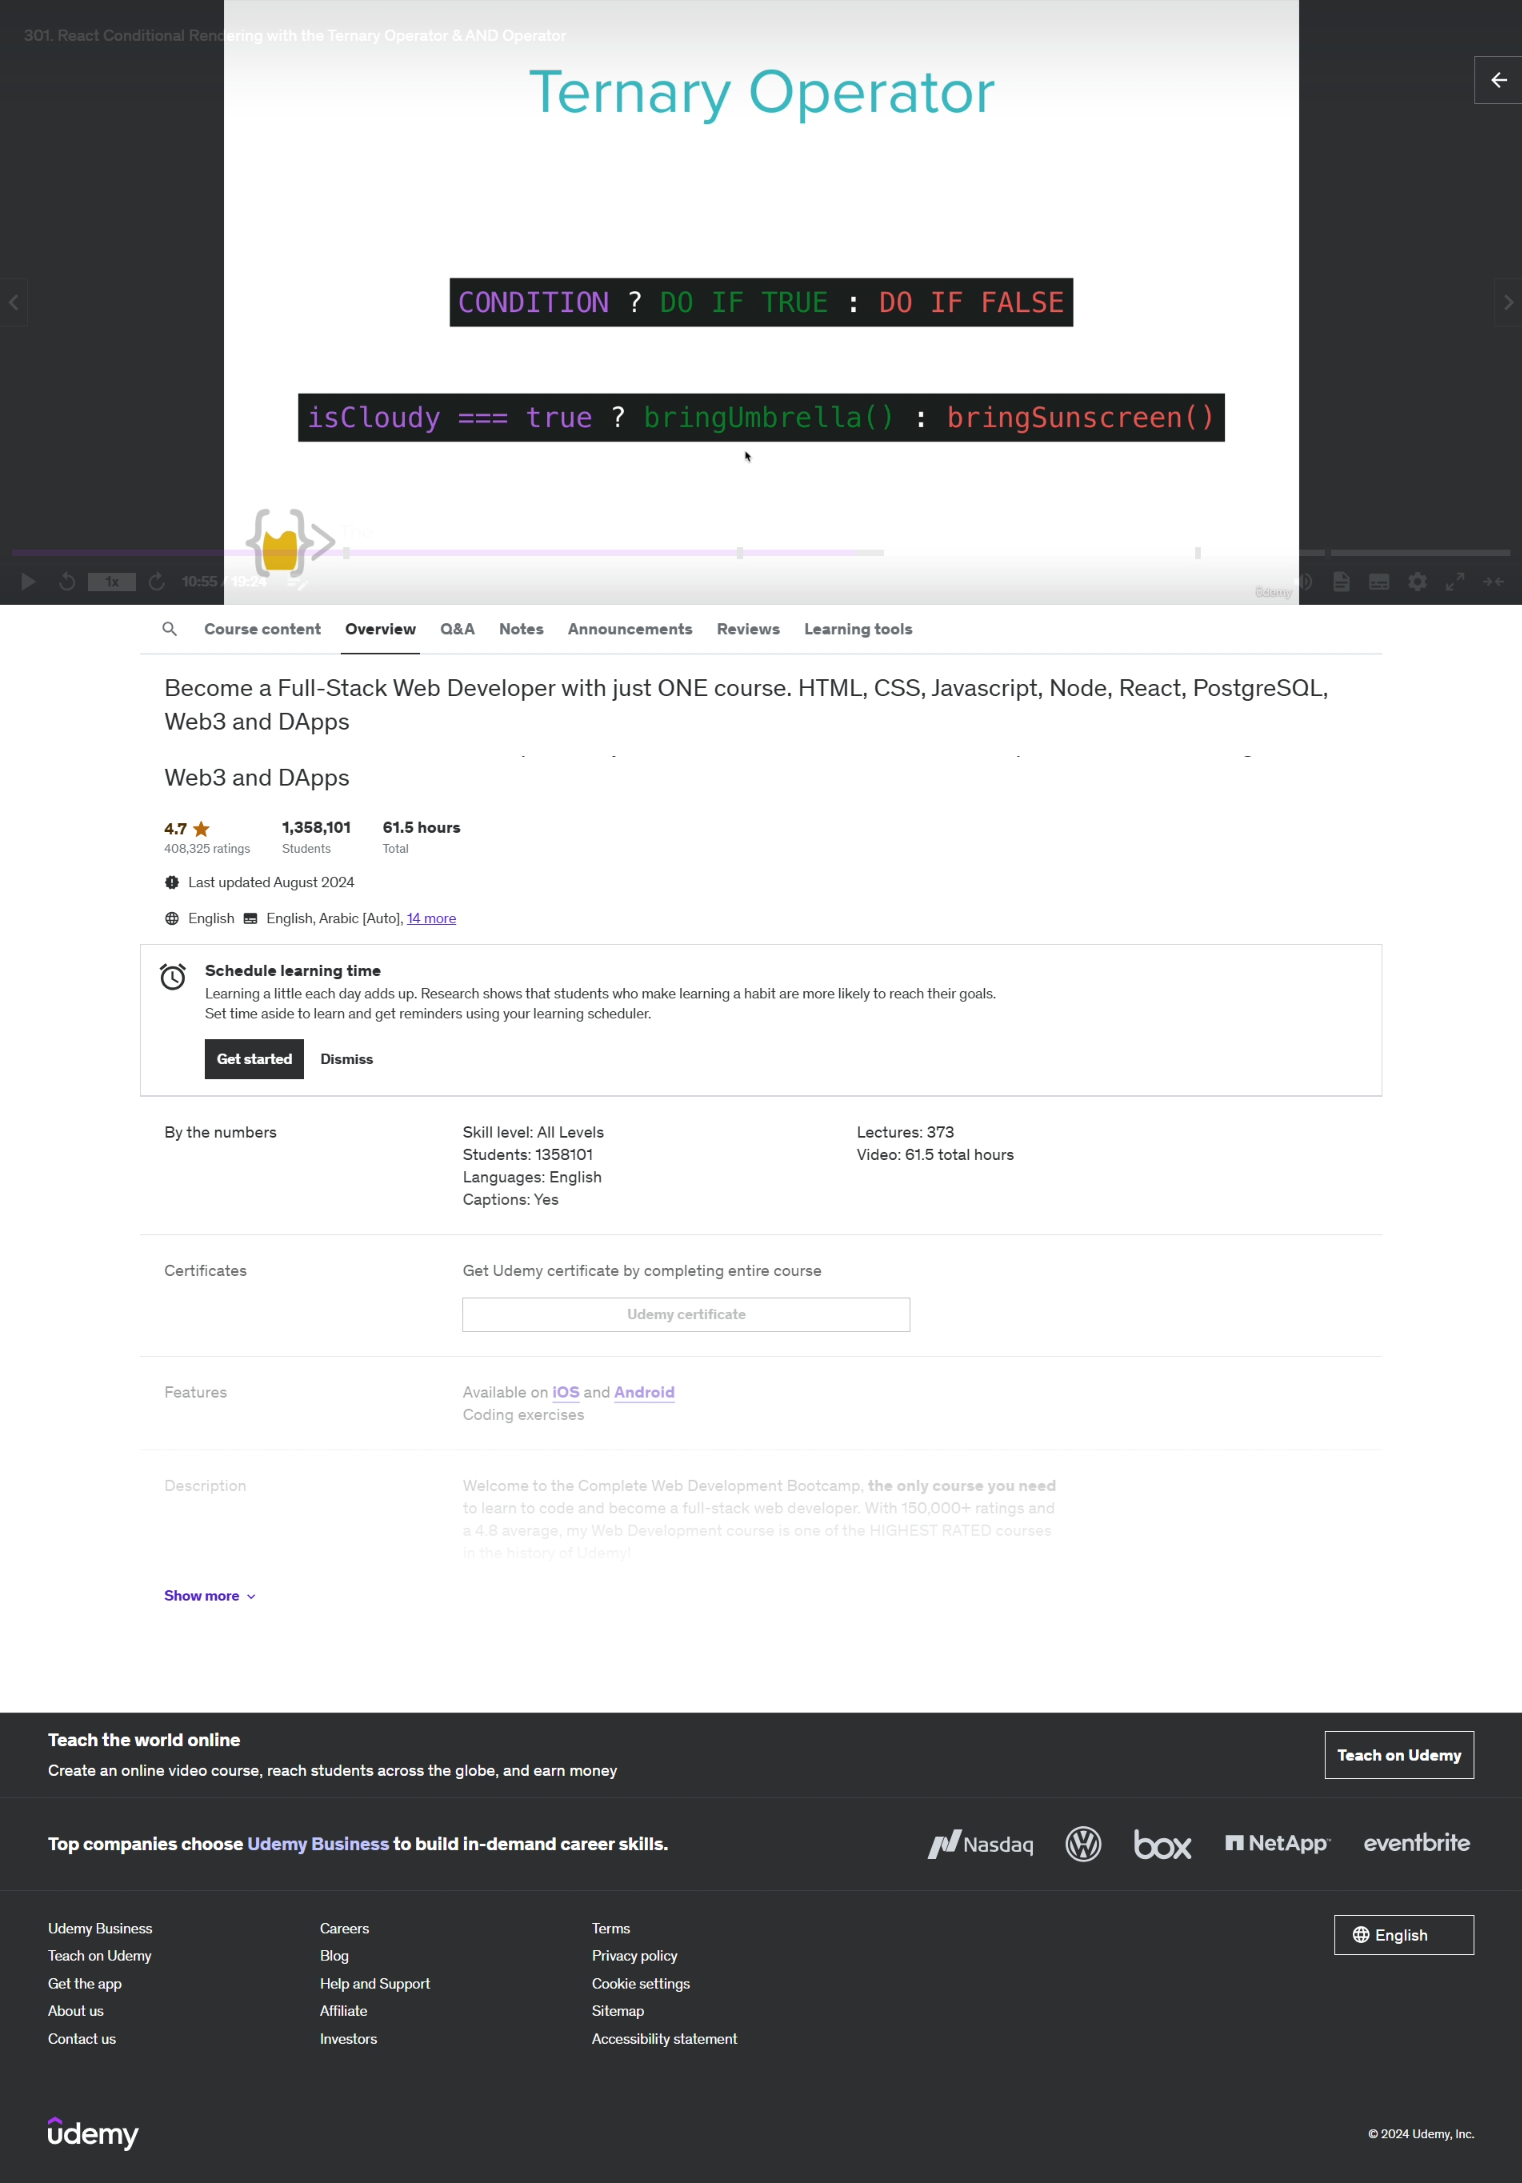 301. React Conditional Rendering with the Ternary Operator & AND Operator
Ternary Operator
CONDITION ? DO IF TRUE : DO IF FALSE
isCloudy === true ? bringUmbrella() : bringSunscreen()
1x
10:55 / 19:24
Udemy
Course content Overview Q&A Notes Announcements Reviews Learning tools
Become a Full-Stack Web Developer with just ONE course. HTML, CSS, Javascript, Node, React, PostgreSQL,
Web3 and DApps
Web3 and DApps
4.7 1,358,101 61.5 hours
408,325 ratings Students Total
Last updated August 2024
English English, Arabic [Auto], 14 more
Schedule learning time
Learning a little each day adds up. Research shows that students who make learning a habit are more likely to reach their goals.
Set time aside to learn and get reminders using your learning scheduler.
Get started Dismiss
By the numbers Skill level: All Levels Lectures: 373
Students: 1358101 Video: 61.5 total hours
Languages: English
Captions: Yes
Certificates Get Udemy certificate by completing entire course
Udemy certificate
Features Available on iOS and Android
Coding exercises
Description Welcome to the Complete Web Development Bootcamp, the only course you need
to learn to code and become a full-stack web developer. With 150,000+ ratings and
a 4.8 average, my Web Development course is one of the HIGHEST RATED courses
in the history of Udemy!
Show more
Teach the world online
Create an online video course, reach students across the globe, and earn money
Teach on Udemy
Top companies choose Udemy Business to build in-demand career skills.
Nasdaq box NetApp eventbrite
Udemy Business Careers Terms English
Teach on Udemy Blog Privacy policy
Get the app Help and Support Cookie settings
About us Affiliate Sitemap
Contact us Investors Accessibility statement
udemy
© 2024 Udemy, Inc.